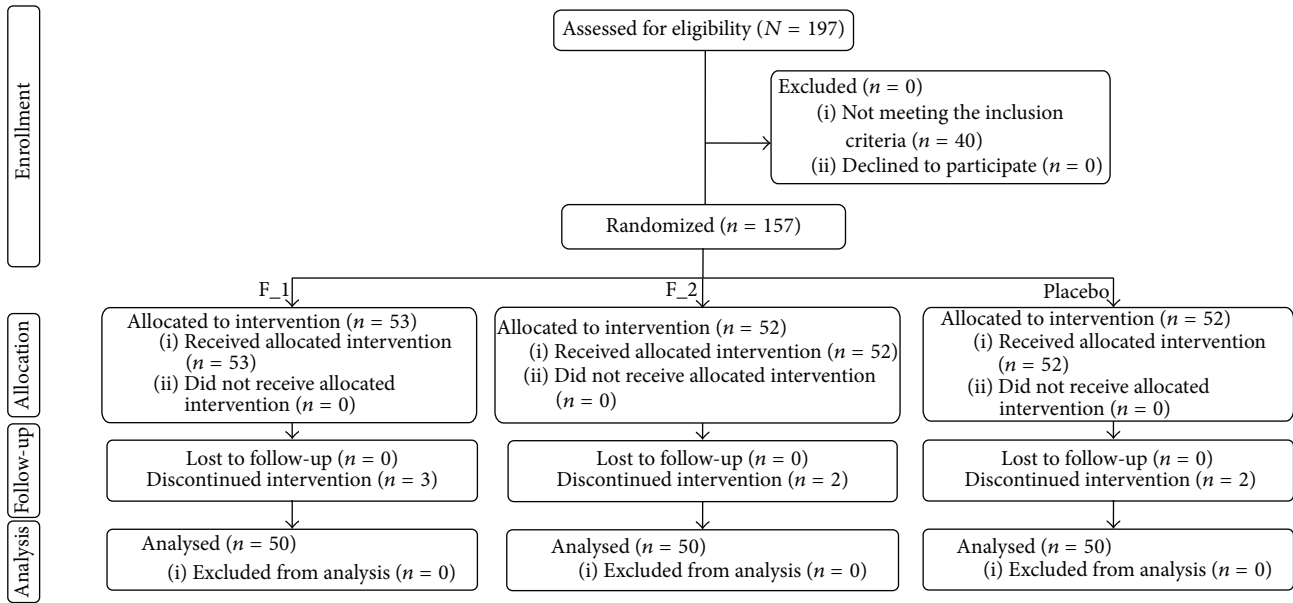 Enrollment
Assessed for eligibility (N = 197)
Excluded (n = 0)
(i) Not meeting the inclusion
criteria (n = 40)
(ii) Declined to participate (n = 0)
Randomized (n = 157)
F_1
F_2
Placebo
Allocation
Allocated to intervention (n = 53)
(i) Received allocated intervention
(n = 53)
(ii) Did not receive allocated
intervention (n = 0)
Allocated to intervention (n = 52)
(i) Received allocated intervention (n = 52)
(ii) Did not receive allocated intervention
(n = 0)
Allocated to intervention (n = 52)
(i) Received allocated intervention
(n = 52)
(ii) Did not receive allocated
intervention (n = 0)
Follow-up
Lost to follow-up (n = 0)
Discontinued intervention (n = 3)
Lost to follow-up (n = 0)
Discontinued intervention (n = 2)
Lost to follow-up (n = 0)
Discontinued intervention (n = 2)
Analysis
Analysed (n = 50)
(i) Excluded from analysis (n = 0)
Analysed (n = 50)
(i) Excluded from analysis (n = 0)
Analysed (n = 50)
(i) Excluded from analysis (n = 0)